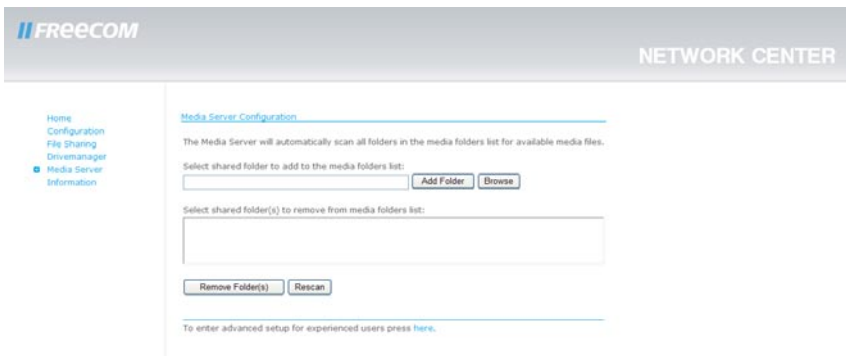 FREECOM
NETWORK CENTER
Home
Configuration
File Sharing
Drivemanager
Media Server
Information
Media Server Configuration
The Media Server will automatically scan all folders in the media folders list for available media files.
Select shared folder to add to the media folders list:
Add Folder Browse
Select shared folder(s) to remove from media folders list:
Remove Folder(s) Rescan
To enter advanced setup for experienced users press here.